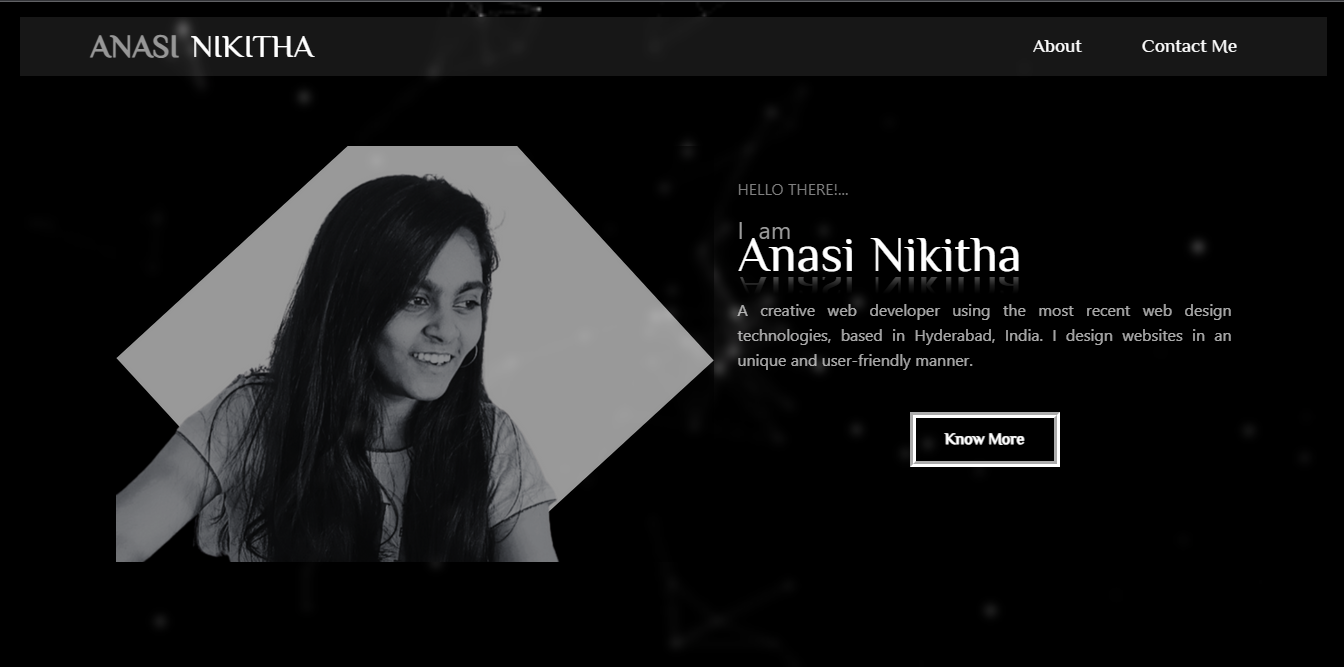 ANASI NIKITHA
About
Contact Me
HELLO THERE!...
I am
Anasi Nikitha
A creative web developer using the most recent web design
technologies, based in Hyderabad, India. I design websites in an
unique and user-friendly manner.
Know More